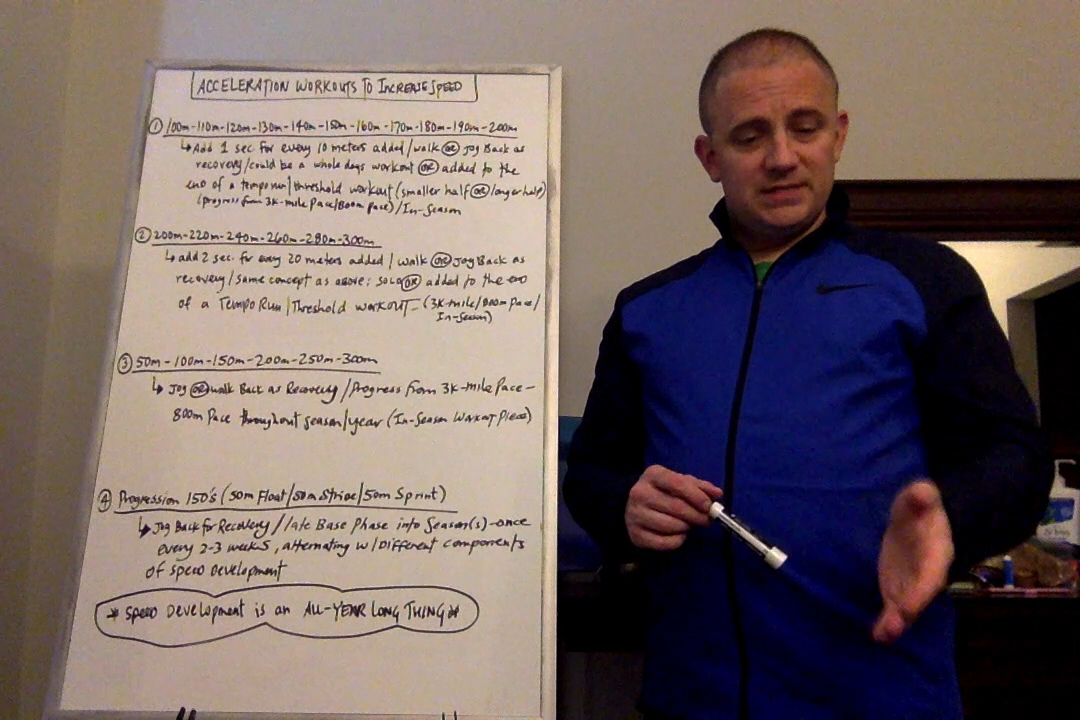 ACCELERATION WORKOUTS TO INCREASE SPEED
① 100m-110m-120m-130m-140m-150m-160m-170m-180m-190m-200m
↳ Add 1 sec for every 10 meters added/walk OR Jog Back as
recovery/could be a whole days workout OR added to the
end of a tempo run/threshold workout (smaller half OR longer half)
(progress from 3K-mile Pace/800m pace)/In-Season
② 200m-220m-240m-260m-280m-300m
↳ add 2 sec. for every 20 meters added/walk OR Jog Back as
recovery/same concept as above: solo OR added to the end
of a Tempo Run/Threshold workout-(3K-mile/800m pace/
In-Season)
③ 50m-100m-150m-200m-250m-300m
↳ Jog OR walk Back as Recovery/Progress from 3K-mile Pace-
800m Pace throughout season/year (In-Season Workout Piece)
④ Progression 150's (50m Float/50m Stride/50m Sprint)
↳ Jog Back for Recovery/late Base Phase into Season(s)-once
every 2-3 weeks, alternating w/Different components
of speed Development
* SPEED DEVELOPMENT is an ALL-YEAR LONG THING *